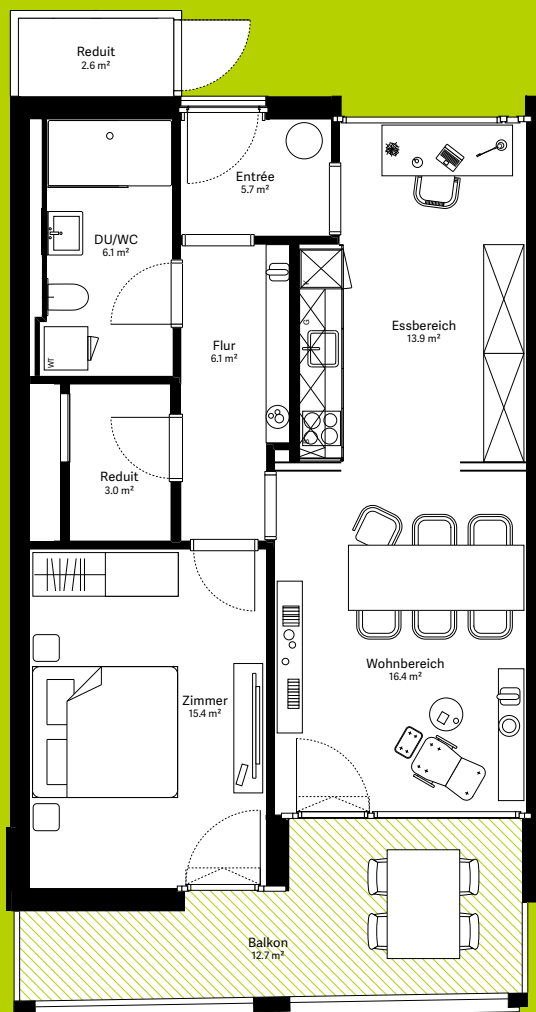 Reduit
2.6 m²
Entrée
5.7 m²
DU/WC
6.1 m²
Essbereich
13.9 m²
Flur
6.1 m²
G
WT
Reduit
3.0 m²
Wohnbereich
16.4 m²
Zimmer
15.4 m²
Balkon
12.7 m²